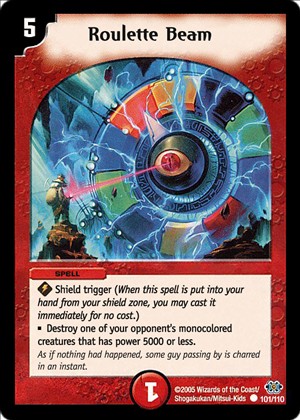 5
Roulette Beam
SPELL
Shield trigger (When this spell is put into your
hand from your shield zone, you may cast it
immediately for no cost.)
▪ Destroy one of your opponent's monocolored
creatures that has power 5000 or less.
As if nothing had happened, some guy passing by is charred
in an instant.
1
©2005 Wizards of the Coast/
Shogakukan/Mitsui-Kids ● 101/110